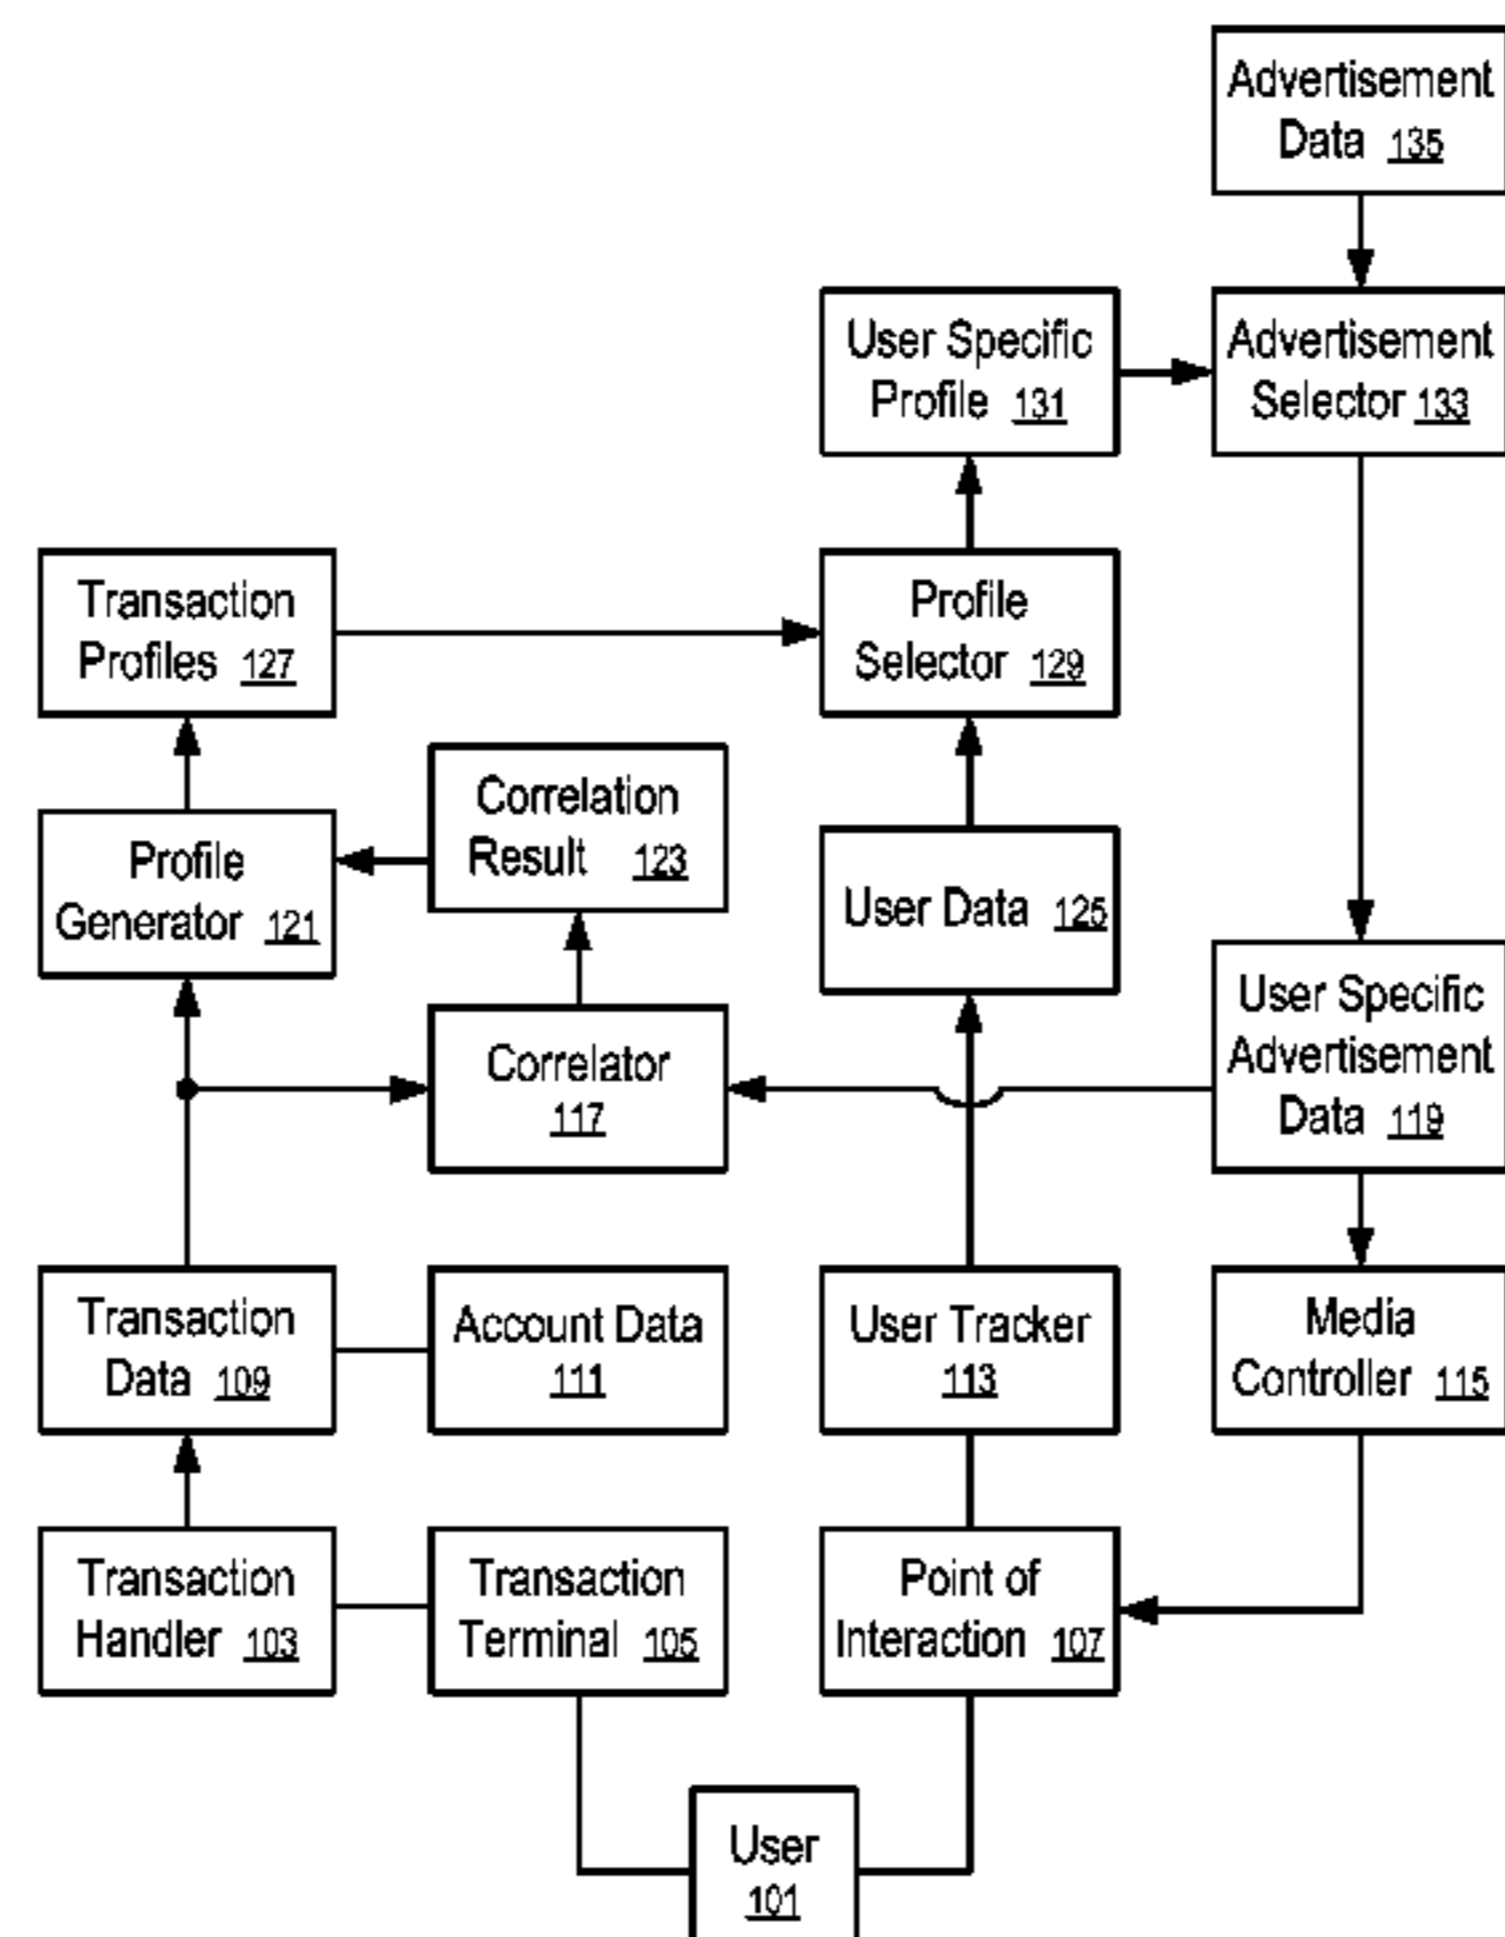 Advertisement
Data 135
User Specific
Profile 131
Advertisement
Selector 133
Transaction
Profiles 127
Profile
Selector 129
Correlation
Result 123
Profile
Generator 121
User Data 125
User Specific
Advertisement
Data 119
Correlator
117
Transaction
Data 109
Account Data
111
User Tracker
113
Media
Controller 115
Transaction
Handler 103
Transaction
Terminal 105
Point of
Interaction 107
User
101